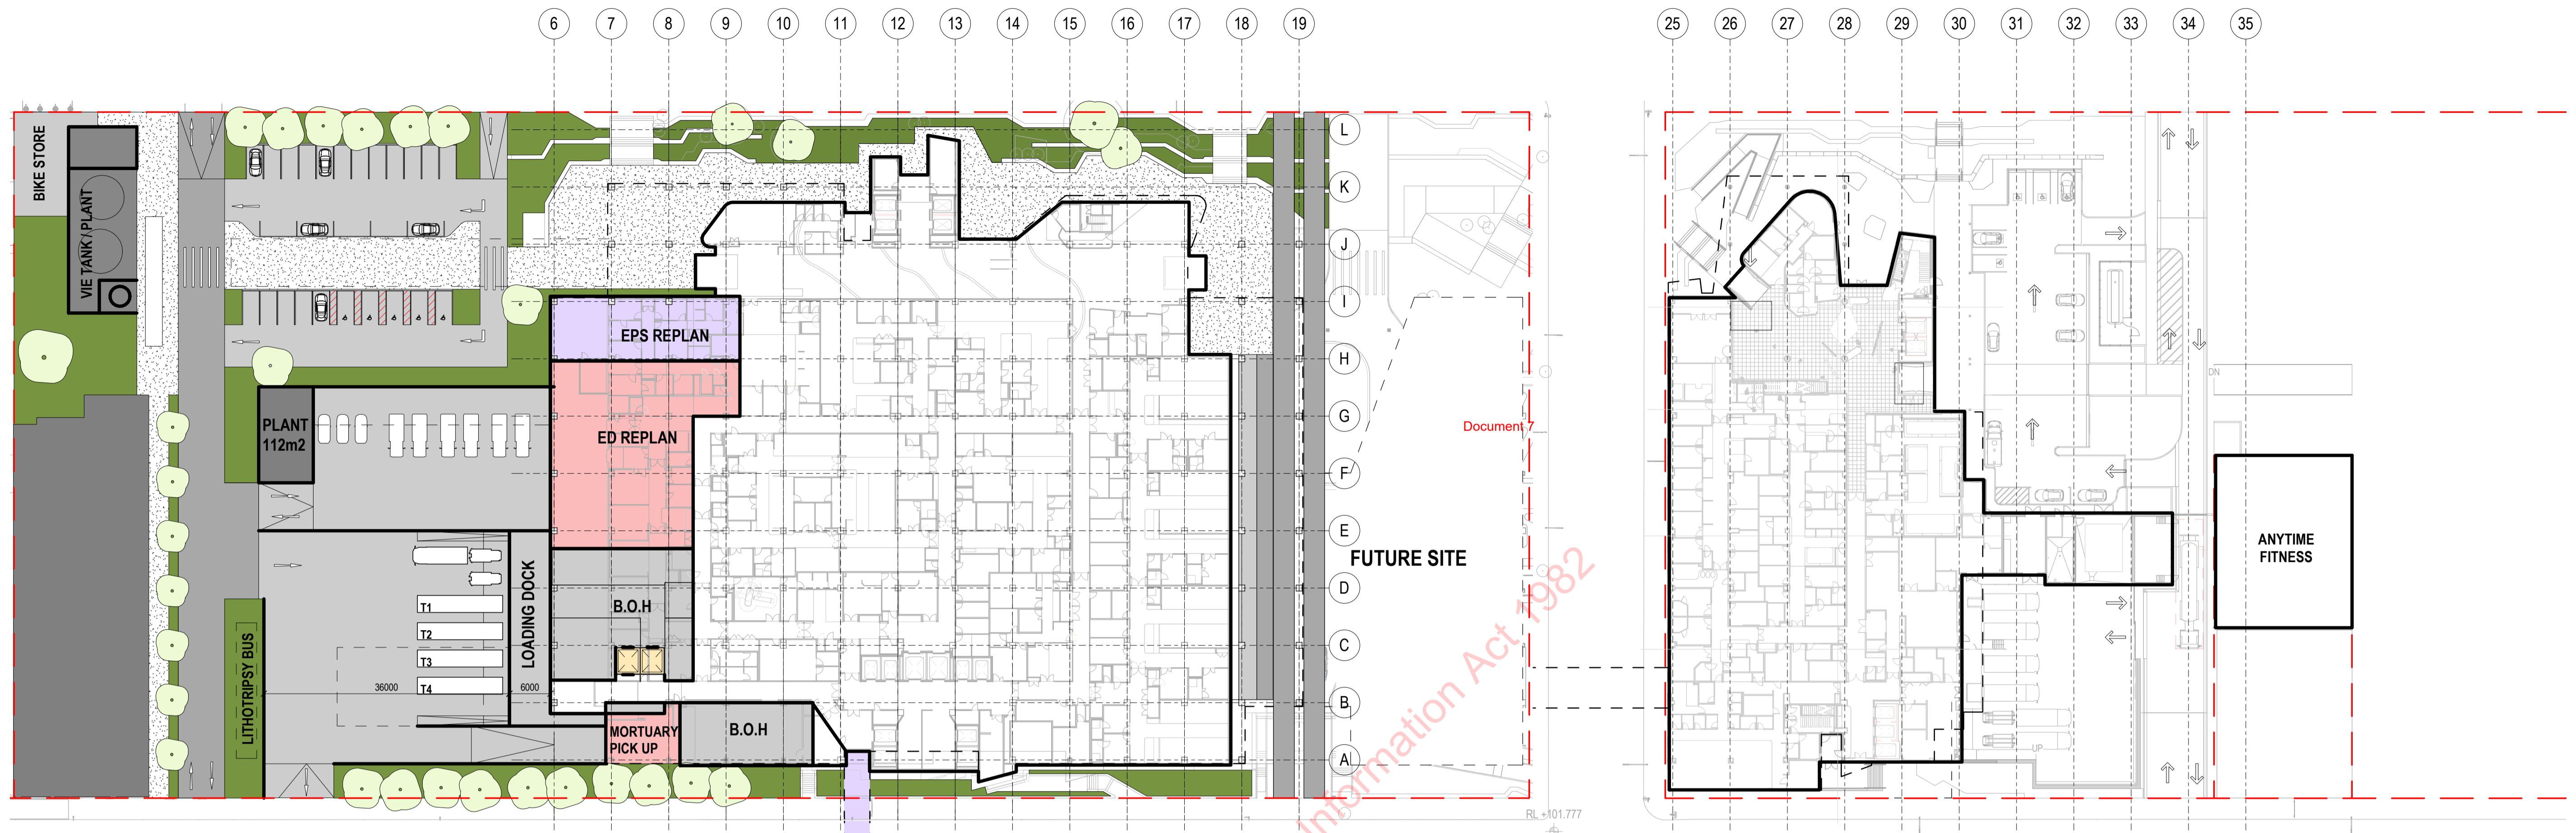 6 7 8 9 10 11 12 13 14 15 16 17 18 19 25 26 27 28 29 30 31 32 33 34 35
L
K
J
I
H
G
F
E
D
C
B
A
BIKE STORE
VIE TANK / PLANT
EPS REPLAN
ED REPLAN
PLANT
112m2
LOADING DOCK
B.O.H
T1
T2
T3
T4
LITHOTRIPSY BUS
36000
6000
MORTUARY
PICK UP
B.O.H
Document 7
FUTURE SITE
Information Act 1982
RL +101.777
DN
ANYTIME
FITNESS
UP